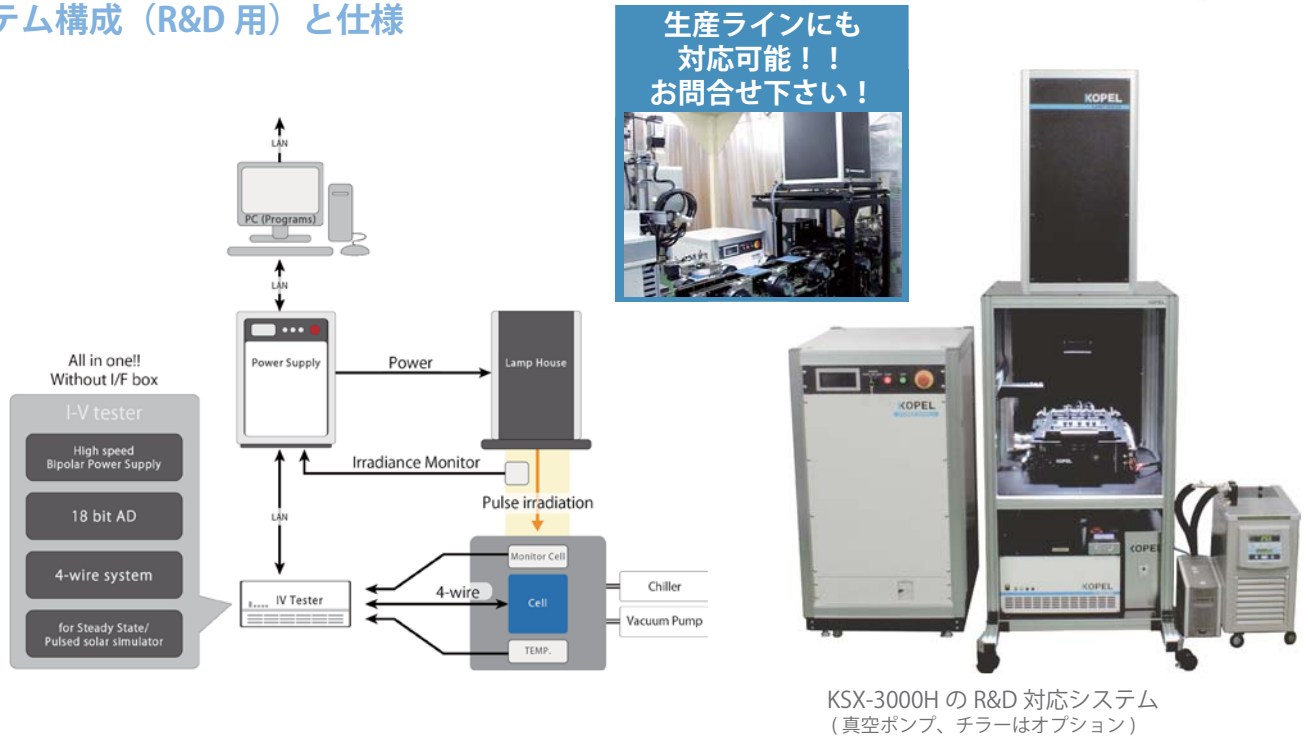 テム構成（R&D 用）と仕様
生産ラインにも
対応可能！！
お問合せ下さい！
LAN
PC (Programs)
LAN
All in one!!
Without I/F box
I-V tester
High speed
Bipolar Power Supply
18 bit AD
4-wire system
for Steady State/
Pulsed solar simulator
Power Supply
Power
Lamp House
Irradiance Monitor
Pulse irradiation
LAN
IV Tester
4-wire
Monitor Cell
Cell
TEMP.
Chiller
Vacuum Pump
KOPEL
KOPEL
KOPEL
KOPEL
KOPEL
KSX-3000H の R&D 対応システム
( 真空ポンプ、チラーはオプション )